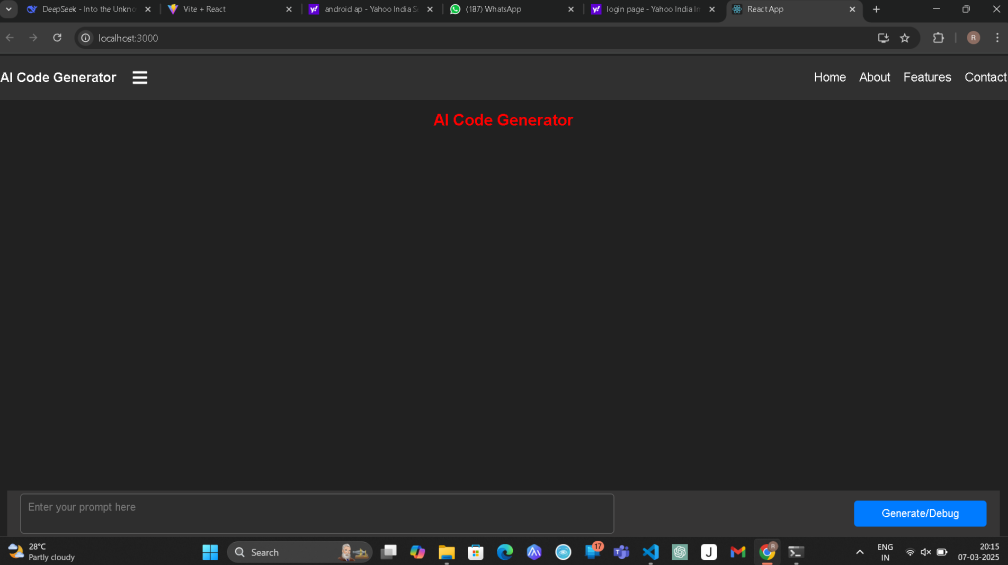 DeepSeek - Into the Unkno
Vite + React
android ap - Yahoo India S
(187) WhatsApp
login page - Yahoo India In
React App
localhost:3000
R
AI Code Generator
Home About Features Contact
AI Code Generator
Enter your prompt here
Generate/Debug
28°C
Partly cloudy
Search
17
J
ENG
IN
20:15
07-03-2025